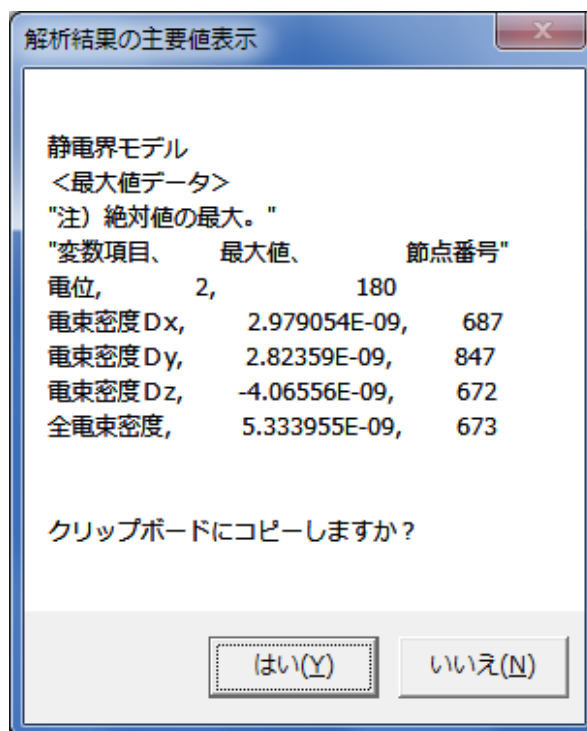 解析結果の主要値表示
静電界モデル
＜最大値データ＞
"注）絶対値の最大。"
"変数項目、 最大値、 節点番号"
電位, 2, 180
電束密度Ｄx, 2.979054E-09, 687
電束密度Ｄy, 2.82359E-09, 847
電束密度Ｄz, -4.06556E-09, 672
全電束密度, 5.333955E-09, 673
クリップボードにコピーしますか？
はい(Y) いいえ(N)